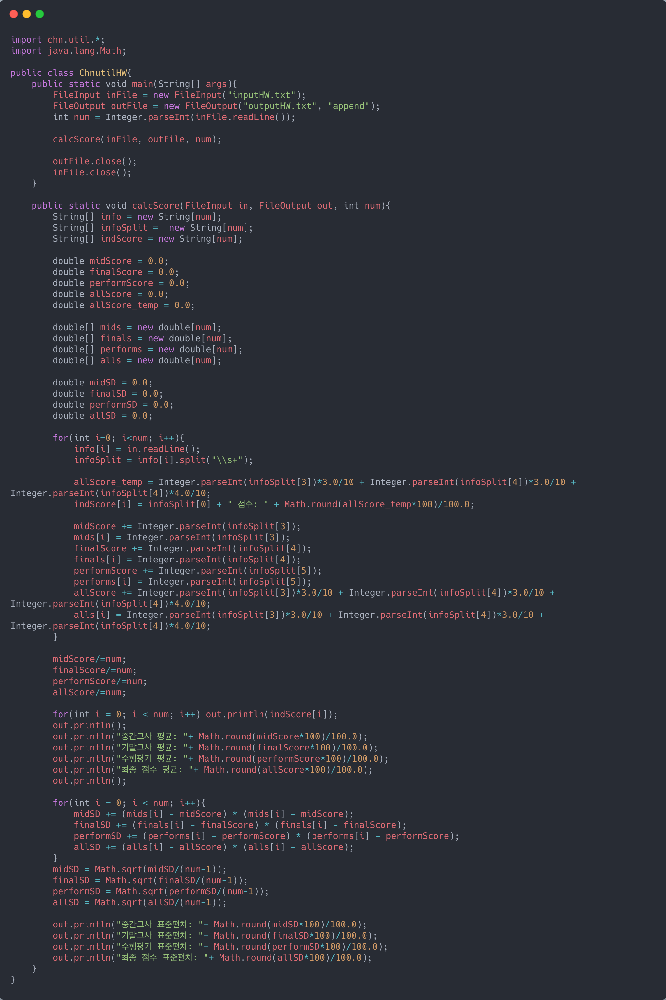 import chn.util.*;
import java.lang.Math;

public class ChnutilHW{
    public static void main(String[] args){
        FileInput inFile = new FileInput("inputHW.txt");
        FileOutput outFile = new FileOutput("outputHW.txt", "append");
        int num = Integer.parseInt(inFile.readLine());

        calcScore(inFile, outFile, num);

        outFile.close();
        inFile.close();
    }

    public static void calcScore(FileInput in, FileOutput out, int num){
        String[] info = new String[num];
        String[] infoSplit =  new String[num];
        String[] indScore = new String[num];

        double midScore = 0.0;
        double finalScore = 0.0;
        double performScore = 0.0;
        double allScore = 0.0;
        double allScore_temp = 0.0;

        double[] mids = new double[num];
        double[] finals = new double[num];
        double[] performs = new double[num];
        double[] alls = new double[num];

        double midSD = 0.0;
        double finalSD = 0.0;
        double performSD = 0.0;
        double allSD = 0.0;

        for(int i=0; i<num; i++){
            info[i] = in.readLine();
            infoSplit = info[i].split("\\s+");

            allScore_temp = Integer.parseInt(infoSplit[3])*3.0/10 + Integer.parseInt(infoSplit[4])*3.0/10 +
Integer.parseInt(infoSplit[4])*4.0/10;
            indScore[i] = infoSplit[0] + " 점수: " + Math.round(allScore_temp*100)/100.0;

            midScore += Integer.parseInt(infoSplit[3]);
            mids[i] = Integer.parseInt(infoSplit[3]);
            finalScore += Integer.parseInt(infoSplit[4]);
            finals[i] = Integer.parseInt(infoSplit[4]);
            performScore += Integer.parseInt(infoSplit[5]);
            performs[i] = Integer.parseInt(infoSplit[5]);
            allScore += Integer.parseInt(infoSplit[3])*3.0/10 + Integer.parseInt(infoSplit[4])*3.0/10 +
Integer.parseInt(infoSplit[4])*4.0/10;
            alls[i] = Integer.parseInt(infoSplit[3])*3.0/10 + Integer.parseInt(infoSplit[4])*3.0/10 +
Integer.parseInt(infoSplit[4])*4.0/10;
        }

        midScore/=num;
        finalScore/=num;
        performScore/=num;
        allScore/=num;

        for(int i = 0; i < num; i++) out.println(indScore[i]);
        out.println();
        out.println("중간고사 평균: "+ Math.round(midScore*100)/100.0);
        out.println("기말고사 평균: "+ Math.round(finalScore*100)/100.0);
        out.println("수행평가 평균: "+ Math.round(performScore*100)/100.0);
        out.println("최종 점수 평균: "+ Math.round(allScore*100)/100.0);
        out.println();

        for(int i = 0; i < num; i++){
            midSD += (mids[i] - midScore) * (mids[i] - midScore);
            finalSD += (finals[i] - finalScore) * (finals[i] - finalScore);
            performSD += (performs[i] - performScore) * (performs[i] - performScore);
            allSD += (alls[i] - allScore) * (alls[i] - allScore);
        }
        midSD = Math.sqrt(midSD/(num-1));
        finalSD = Math.sqrt(finalSD/(num-1));
        performSD = Math.sqrt(performSD/(num-1));
        allSD = Math.sqrt(allSD/(num-1));

        out.println("중간고사 표준편차: "+ Math.round(midSD*100)/100.0);
        out.println("기말고사 표준편차: "+ Math.round(finalSD*100)/100.0);
        out.println("수행평가 표준편차: "+ Math.round(performSD*100)/100.0);
        out.println("최종 점수 표준편차: "+ Math.round(allSD*100)/100.0);
    }
}